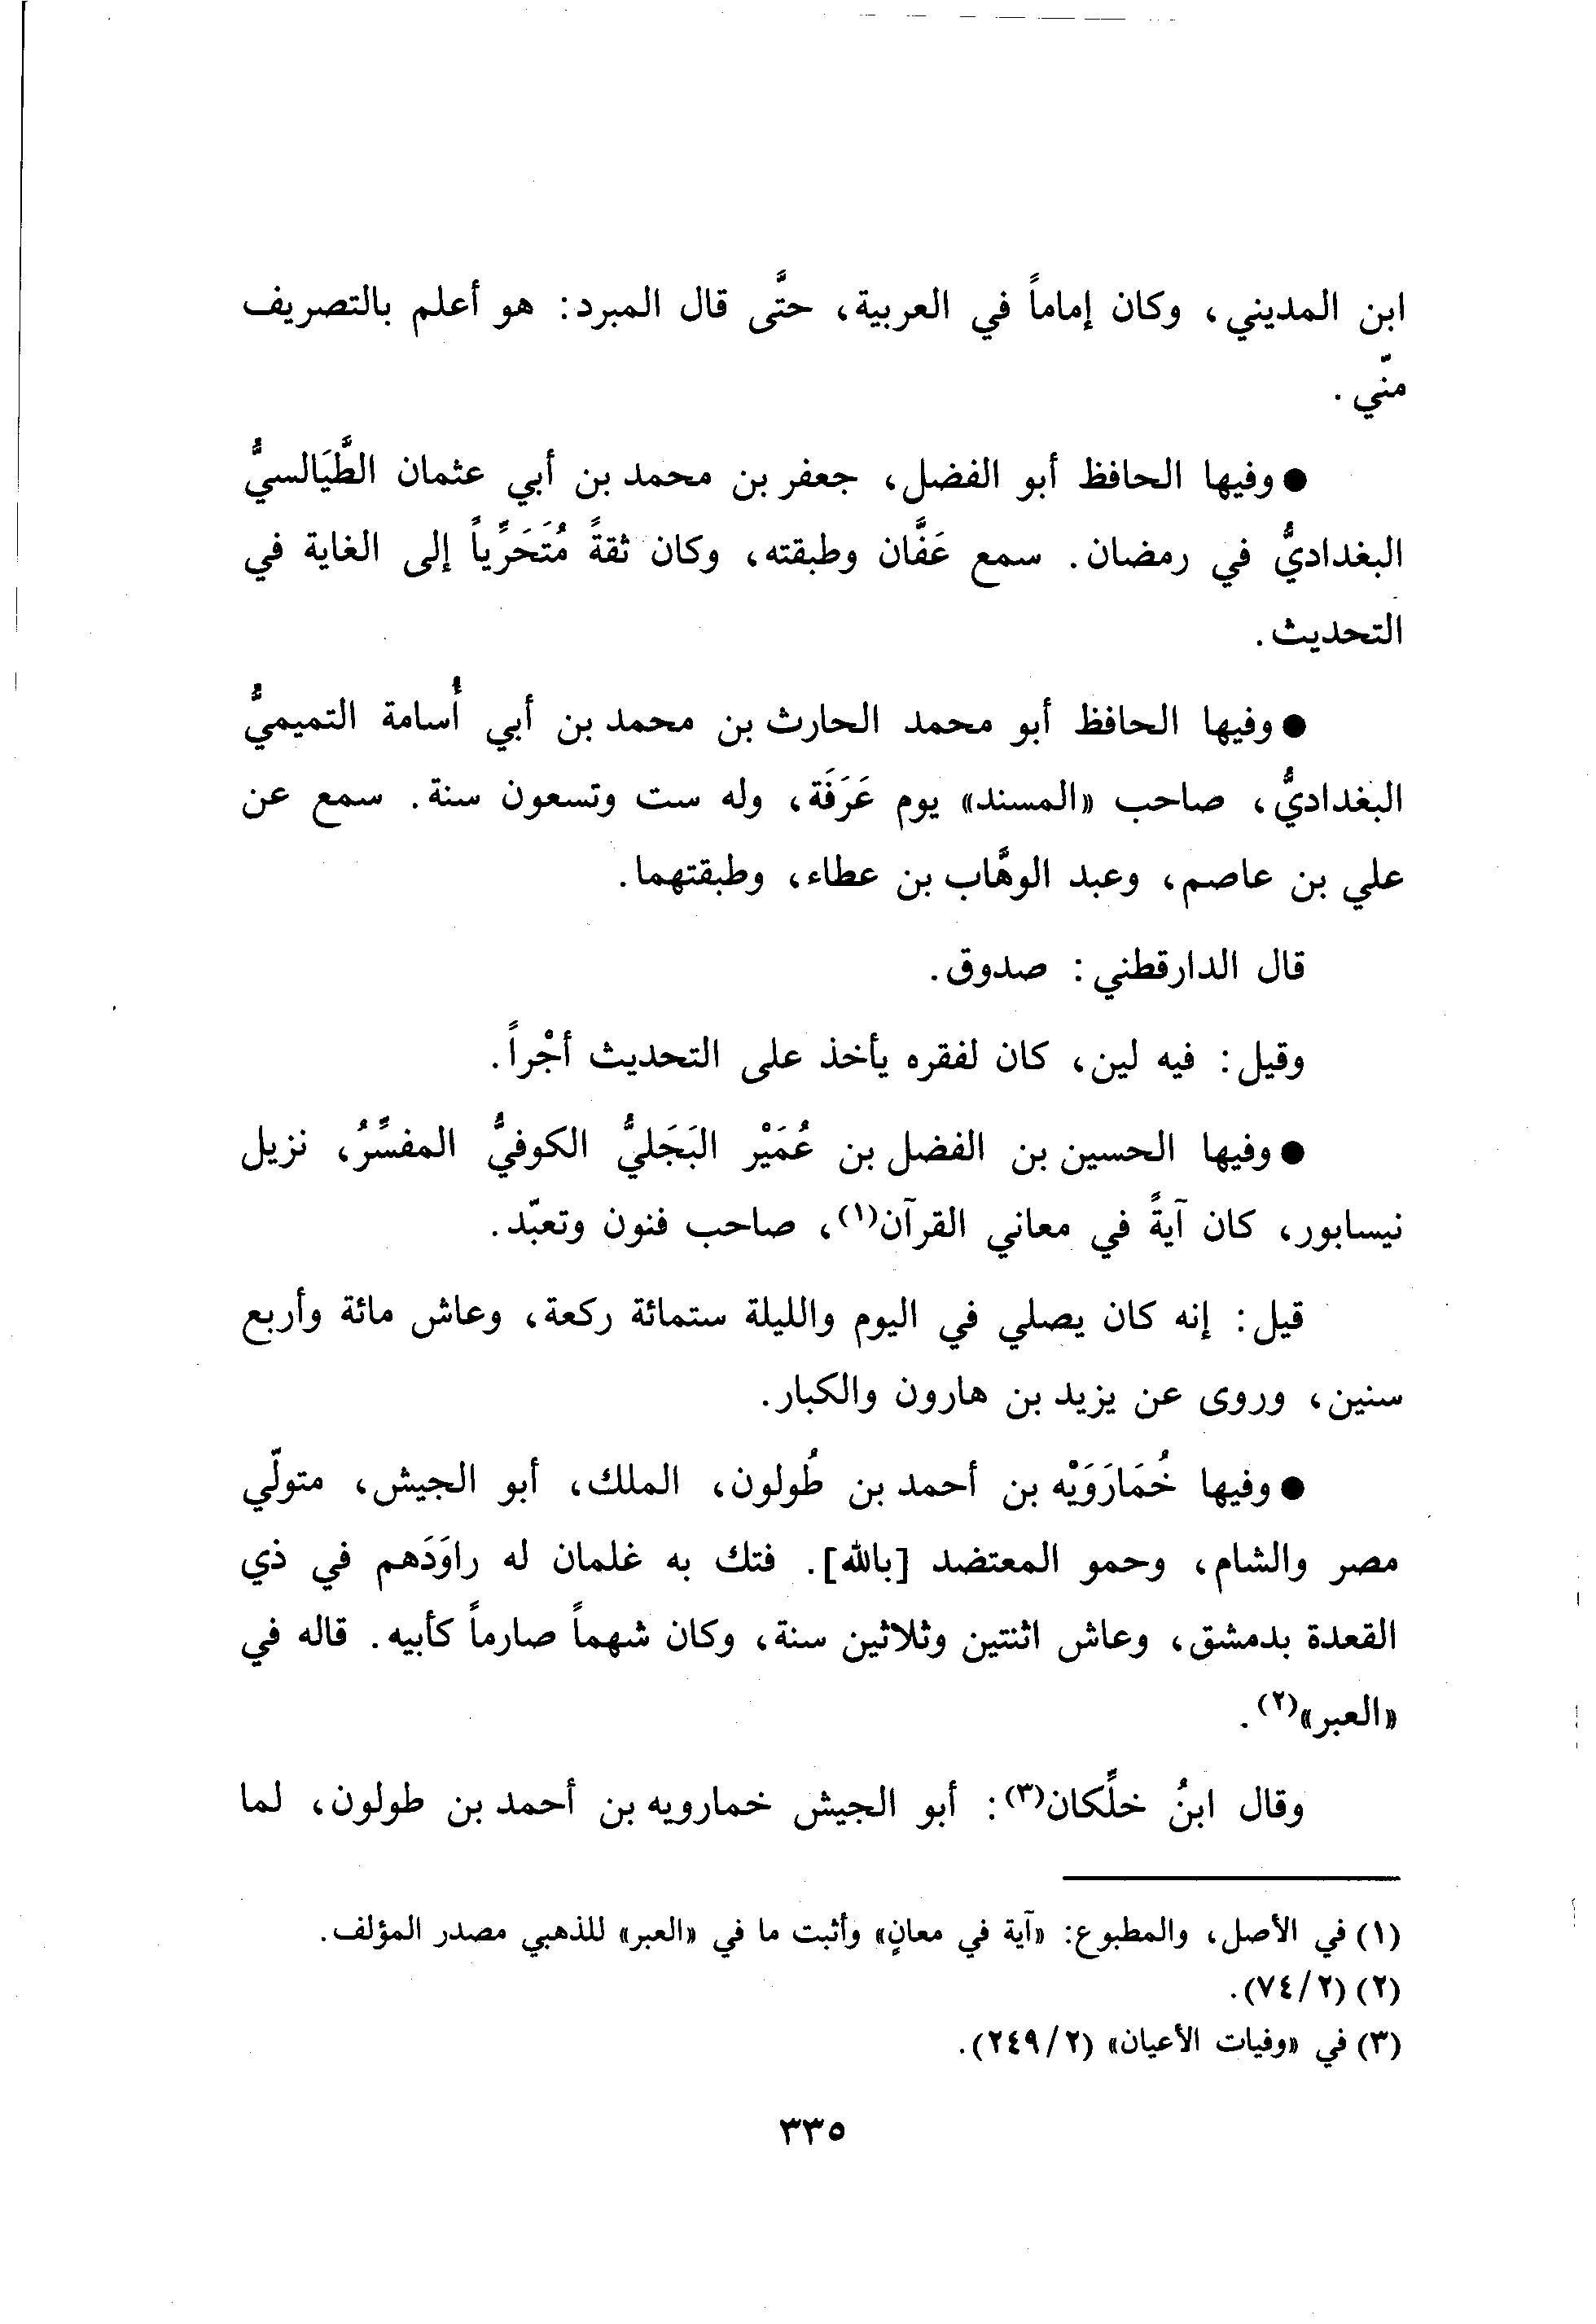 ابن المديني، وكان إماماً في العربية، حتَّى قال المبرد: هو أعلم بالتصريف
منّي.
● وفيها الحافظ أبو الفضل، جعفر بن محمد بن أبي عثمان الطَّيَالسيُّ
البغداديُّ في رمضان. سمع عَفَّان وطبقته، وكان ثقةً مُتَحَرِّياً إلى الغاية في
التحديث.
● وفيها الحافظ أبو محمد الحارث بن محمد بن أبي أُسامة التميميُّ
البغداديُّ، صاحب «المسند» يوم عَرَفَة، وله ست وتسعون سنة. سمع عن
علي بن عاصم، وعبد الوهَّاب بن عطاء، وطبقتهما.
قال الدارقطني: صدوق.
وقيل: فيه لين، كان لفقره يأخذ على التحديث أجْراً.
● وفيها الحسين بن الفضل بن عُمَيْر البَجَليُّ الكوفيُّ المفسِّرُ، نزيل
نيسابور، كان آيةً في معاني القرآن(١)، صاحب فنون وتعبّد.
قيل: إنه كان يصلي في اليوم والليلة ستمائة ركعة، وعاش مائة وأربع
سنين، وروى عن يزيد بن هارون والكبار.
● وفيها خُمَارَوَيْه بن أحمد بن طُولون، الملك، أبو الجيش، متولّي
مصر والشام، وحمو المعتضد [بالله]. فتك به غلمان له راوَدَهم في ذي
القعدة بدمشق، وعاش اثنتين وثلاثين سنة، وكان شهماً صارماً كأبيه. قاله في
«العبر»(٢).
وقال ابنُ خلِّكان(٣): أبو الجيش خمارويه بن أحمد بن طولون، لما
(١) في الأصل، والمطبوع: «آية في معانٍ» وأثبت ما في «العبر» للذهبي مصدر المؤلف.
(٢) (٧٤/٢).
(٣) في «وفيات الأعيان» (٢٤٩/٢).
٣٣٥